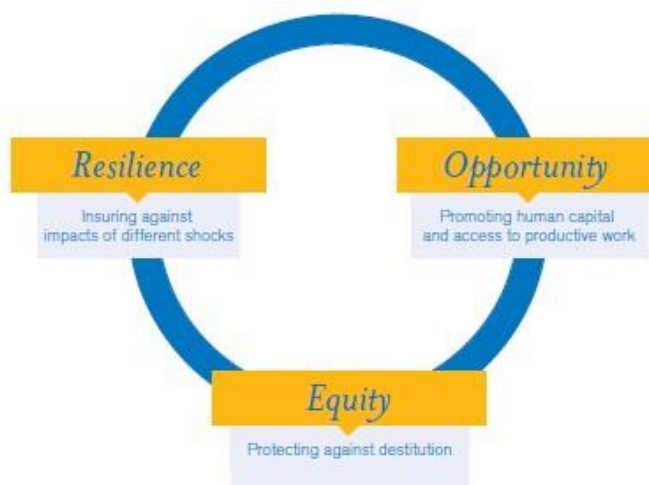 Resilience
Insuring against
impacts of different shocks
Opportunity
Promoting human capital
and access to productive work
Equity
Protecting against destitution